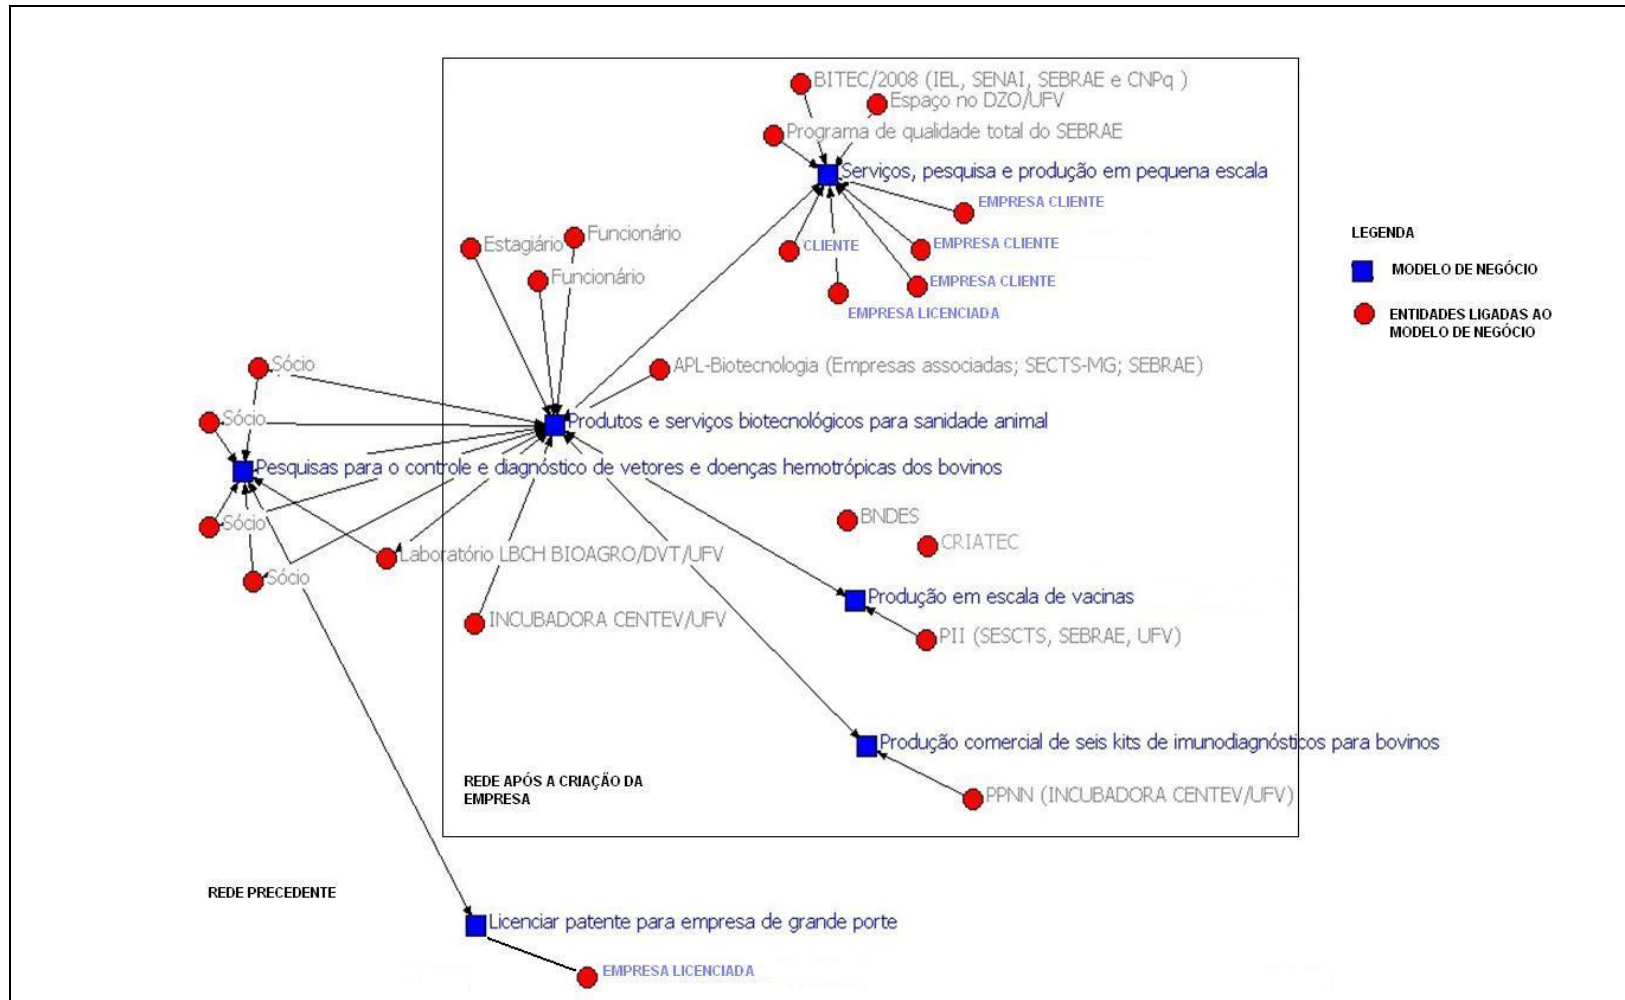 BITEC/2008 (IEL, SENAI, SEBRAE e CNPq )
Espaço no DZO/UFV
Programa de qualidade total do SEBRAE
Serviços, pesquisa e produção em pequena escala
EMPRESA CLIENTE
Estagiário
Funcionário
CLIENTE
EMPRESA CLIENTE
Funcionário
EMPRESA CLIENTE
EMPRESA LICENCIADA
LEGENDA
MODELO DE NEGÓCIO
ENTIDADES LIGADAS AO
MODELO DE NEGÓCIO
Sócio
APL-Biotecnologia (Empresas associadas; SECTS-MG; SEBRAE)
Sócio
Produtos e serviços biotecnológicos para sanidade animal
Pesquisas para o controle e diagnóstico de vetores e doenças hemotrópicas dos bovinos
Sócio
BNDES
CRIATEC
Laboratório LBCH BIOAGRO/DVT/UFV
Sócio
Produção em escala de vacinas
INCUBADORA CENTEV/UFV
PII (SESCTS, SEBRAE, UFV)
Produção comercial de seis kits de imunodiagnósticos para bovinos
REDE APÓS A CRIAÇÃO DA
EMPRESA
PPNN (INCUBADORA CENTEV/UFV)
REDE PRECEDENTE
Licenciar patente para empresa de grande porte
EMPRESA LICENCIADA